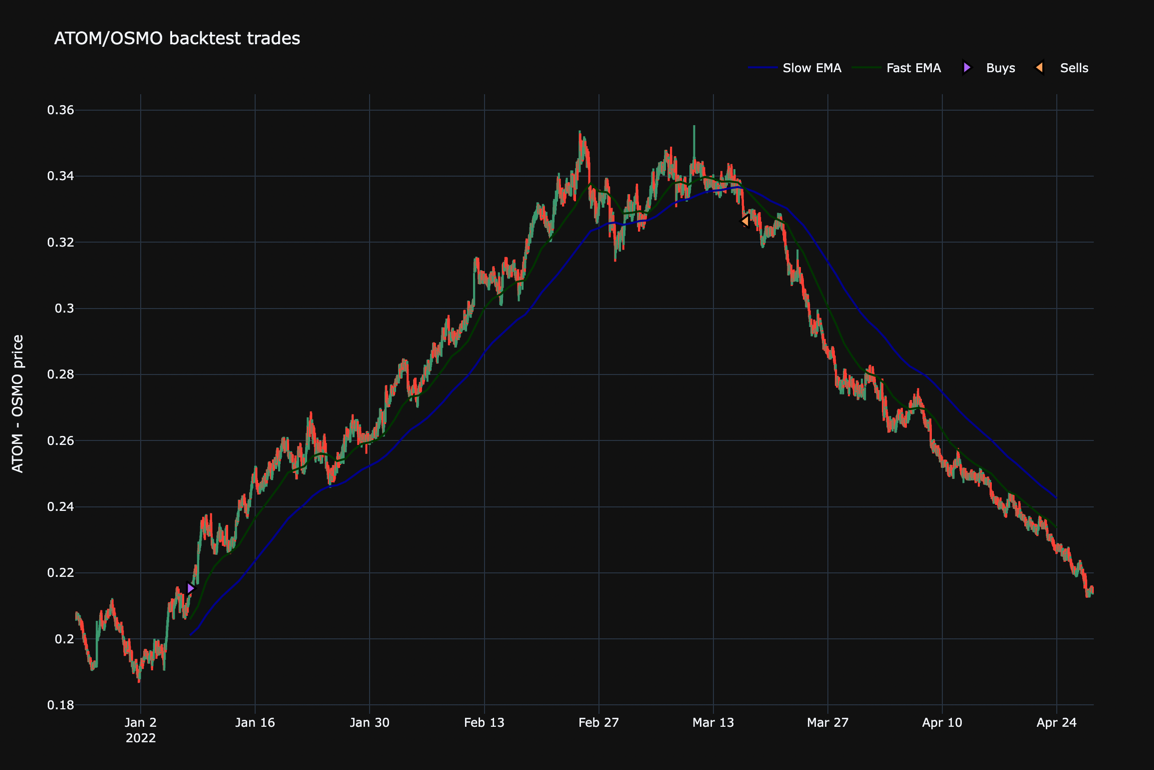 ATOM/OSMO backtest trades
Slow EMA Fast EMA Buys Sells
ATOM - OSMO price
0.36
0.34
0.32
0.3
0.28
0.26
0.24
0.22
0.2
0.18
Jan 2 Jan 16 Jan 30 Feb 13 Feb 27 Mar 13 Mar 27 Apr 10 Apr 24
2022